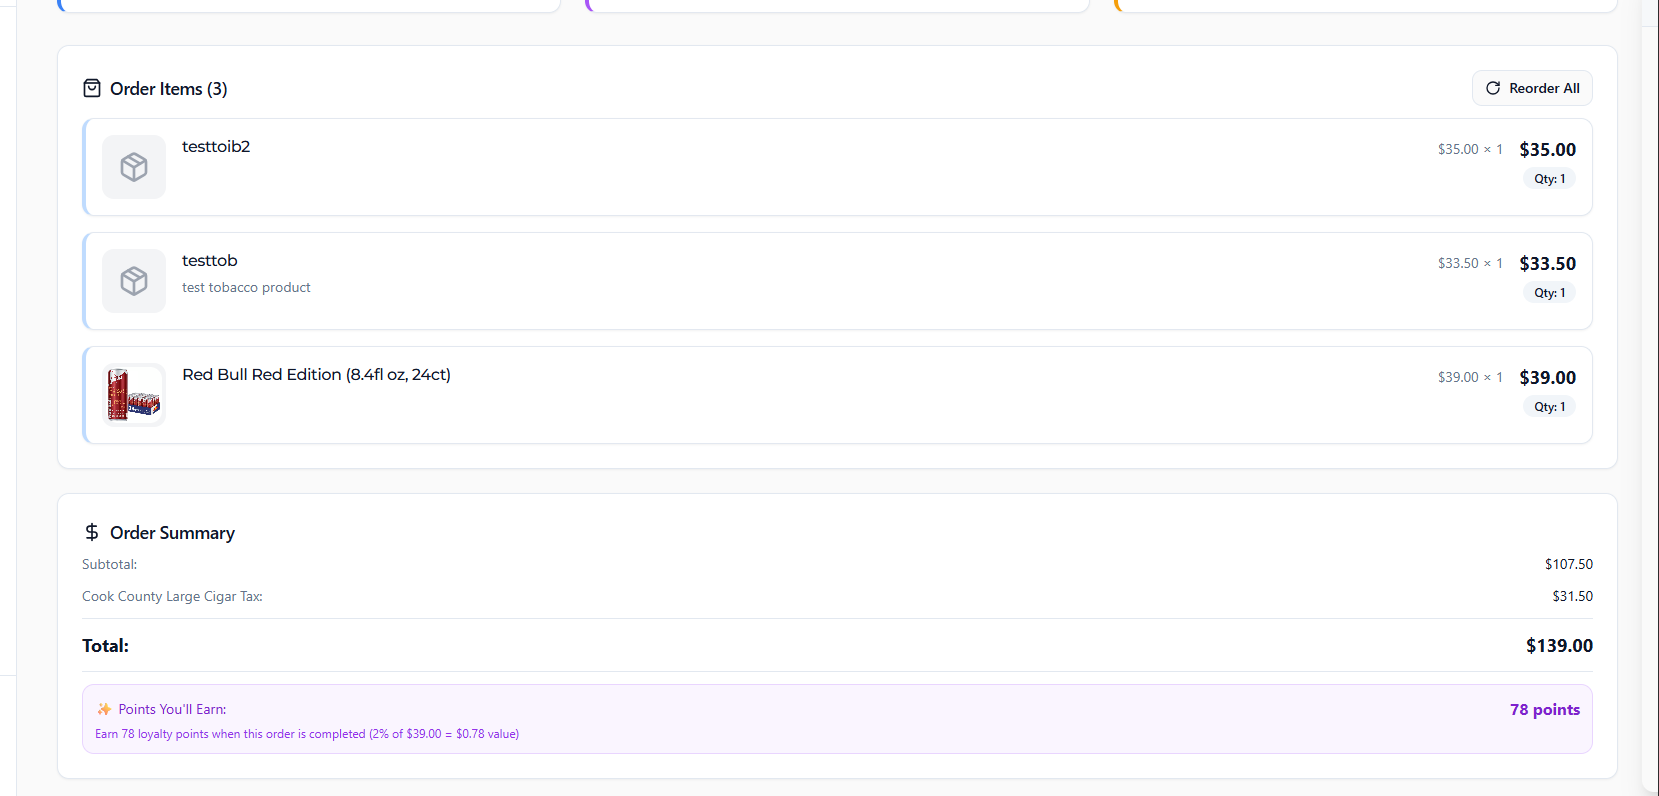 Order Items (3)
Reorder All
testtoib2
$35.00 × 1
$35.00
Qty: 1
testtob
test tobacco product
$33.50 × 1
$33.50
Qty: 1
Red Bull Red Edition (8.4fl oz, 24ct)
$39.00 × 1
$39.00
Qty: 1
Order Summary
Subtotal:
$107.50
Cook County Large Cigar Tax:
$31.50
Total:
$139.00
✨ Points You'll Earn:
78 points
Earn 78 loyalty points when this order is completed (2% of $39.00 = $0.78 value)